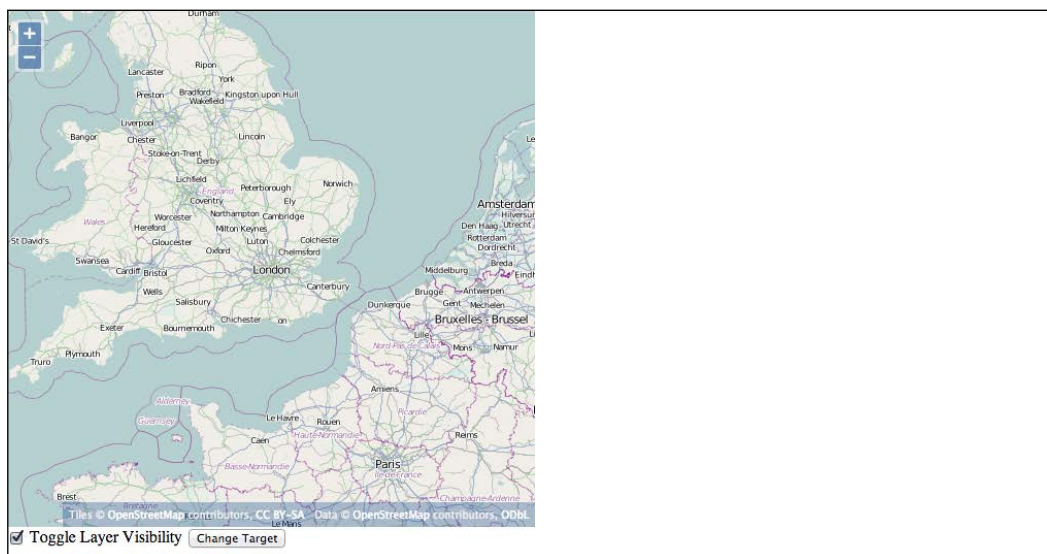 +
−
Durham
Ripon
Lancaster
York
Preston
Bradford
Kingston upon Hull
Wakefield
Liverpool
Bangor
Chester
Lincoln
Stoke-on-Trent
Derby
Lichfield
England
Peterborough
Norwich
Coventry
Ely
Amsterdam
Worcester
Northampton
Cambridge
Hilversum
Wales
Hereford
Milton Keynes
Den Haag
Utrecht
St David's
Gloucester
Luton
Colchester
Rotterdam
Oxford
Chelmsford
Dordrecht
Swansea
Cardiff
Bristol
London
Middelburg
Breda
Eindh
Wells
Canterbury
Brugge
Antwerpen
Salisbury
Dunkerque
Gent
Mechelen
Exeter
Bournemouth
Chichester
on
Bruxelles - Brussel
Lille
Plymouth
Nord-Pas de Calais
Mons
Namur
Truro
Alderney
Amiens
Guernsey
Le Havre
Rouen
Picardie
Caen
Haute-Normandie
Reims
Basse-Normandie
Paris
Île-de-France
Brest
Champagne-Ardenne
Bretagne
Tiles © OpenStreetMap contributors, CC BY-SA Data © OpenStreetMap contributors, ODbL
Le Mans
Toggle Layer Visibility Change Target